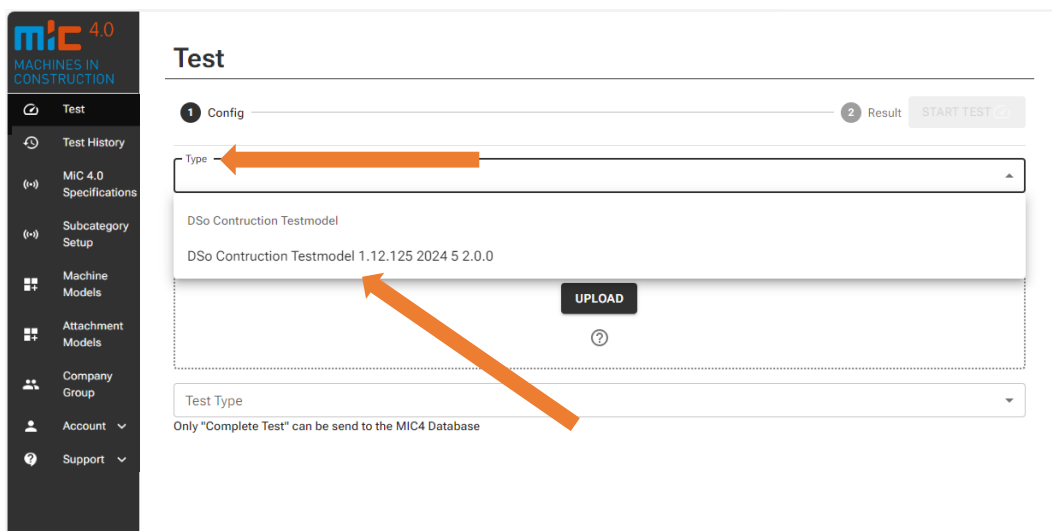 mic 4.0
MACHINES IN
CONSTRUCTION
Test
Test History
MiC 4.0
Specifications
Subcategory
Setup
Machine
Models
Attachment
Models
Company
Group
Account
Support
Test
1 Config
2 Result
START TEST
Type
DSo Contruction Testmodel
DSo Contruction Testmodel 1.12.125 2024 5 2.0.0
UPLOAD
?
Test Type
Only "Complete Test" can be send to the MIC4 Database